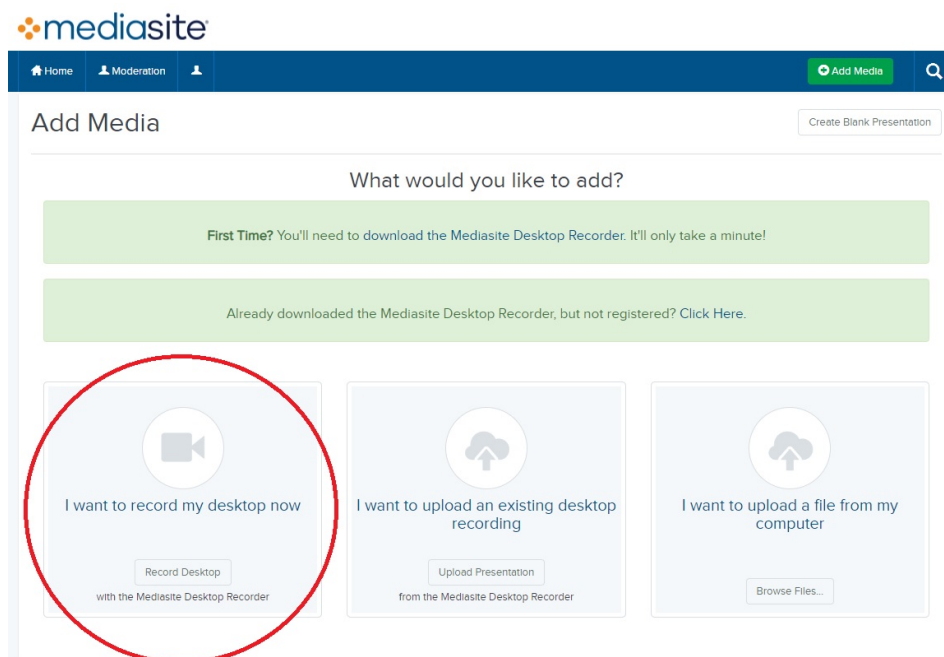 mediasite
Home
Moderation
Add Media
Add Media
Create Blank Presentation
What would you like to add?
First Time? You'll need to download the Mediasite Desktop Recorder. It'll only take a minute!
Already downloaded the Mediasite Desktop Recorder, but not registered? Click Here.
I want to record my desktop now
Record Desktop
with the Mediasite Desktop Recorder
I want to upload an existing desktop
recording
Upload Presentation
from the Mediasite Desktop Recorder
I want to upload a file from my
computer
Browse Files...